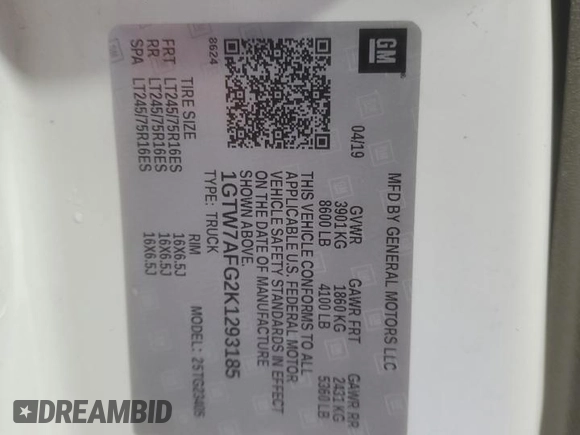 GM
MFD BY GENERAL MOTORS LLC
04/19
GVWR GAWR FRT GAWR RR
3901 KG 1860 KG 2431 KG
8600 LB 4100 LB 5360 LB
THIS VEHICLE CONFORMS TO ALL
APPLICABLE U.S. FEDERAL MOTOR
VEHICLE SAFETY STANDARDS IN EFFECT
ON THE DATE OF MANUFACTURE
SHOWN ABOVE.
1GTW7AFG2K1293185
TYPE: TRUCK
MODEL:
8624
TIRE SIZE RIM
FRT LT245/75R16ES 16X6.5J
RR LT245/75R16ES 16X6.5J
SPA LT245/75R16ES 16X6.5J
DREAMBID